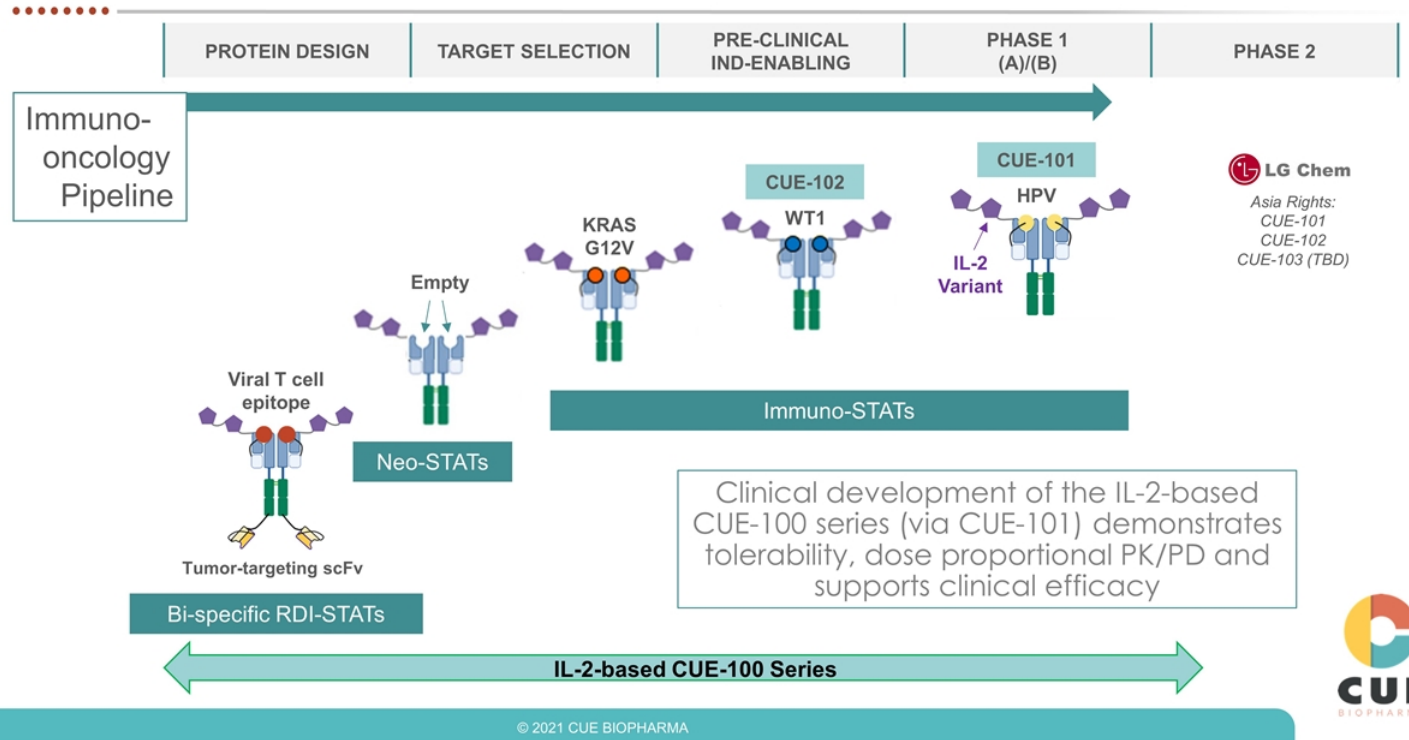 PROTEIN DESIGN
TARGET SELECTION
PRE-CLINICAL
IND-ENABLING
PHASE 1
(A)/(B)
PHASE 2
Immuno-
oncology
Pipeline
CUE-101
HPV
IL-2
Variant
CUE-102
WT1
KRAS
G12V
Empty
Viral T cell
epitope
Tumor-targeting scFv
LG Chem
Asia Rights:
CUE-101
CUE-102
CUE-103 (TBD)
Immuno-STATs
Neo-STATs
Bi-specific RDI-STATs
Clinical development of the IL-2-based
CUE-100 series (via CUE-101) demonstrates
tolerability, dose proportional PK/PD and
supports clinical efficacy
IL-2-based CUE-100 Series
© 2021 CUE BIOPHARMA